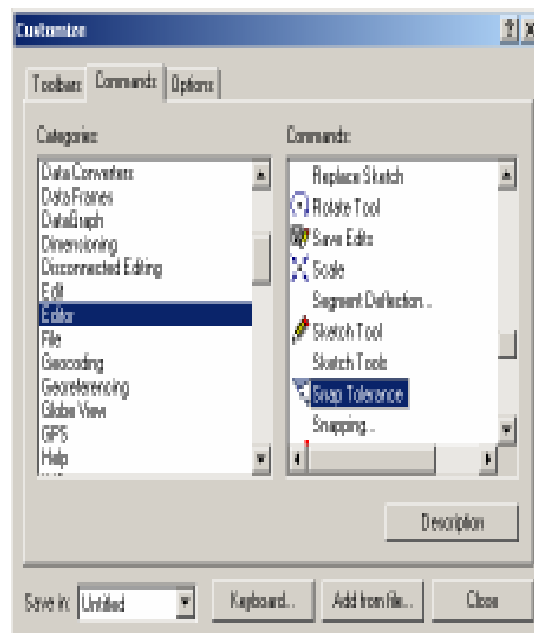 Customize
Toolbars Commands Options
Categories:
Data Converters
Data Frames
DataGraph
Dimensioning
Disconnected Editing
Edit
Editor
File
Geocoding
Georeferencing
Globe View
GPS
Help
Commands:
Replace Sketch
Rotate Tool
Save Edits
Scale
Segment Deflection...
Sketch Tool
Sketch Tools
Snap Tolerance
Snapping...
Description
Save in: Untitled
Keyboard...
Add from file...
Close